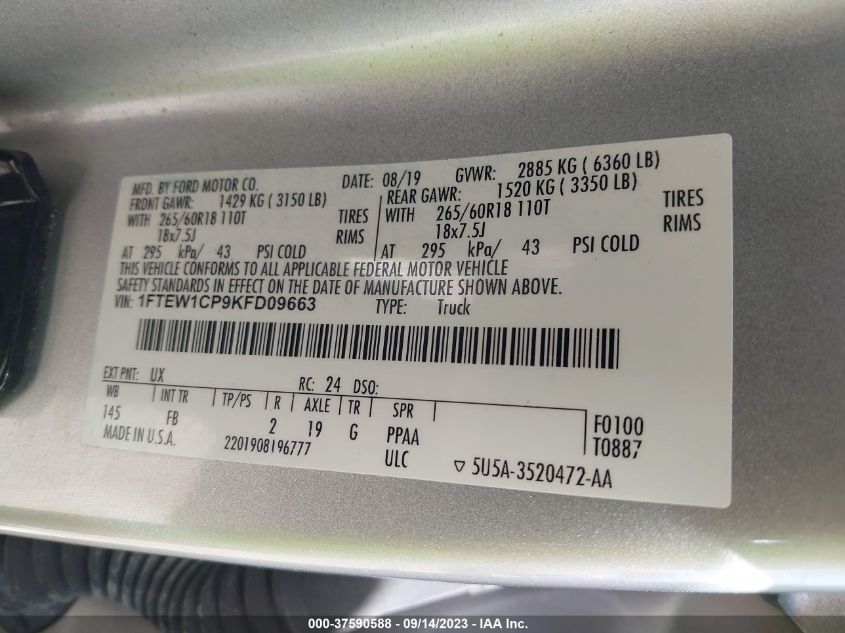 MFD. BY FORD MOTOR CO. DATE: 08/19 GVWR: 2885 KG ( 6360 LB)
FRONT GAWR: 1429 KG ( 3150 LB) REAR GAWR: 1520 KG ( 3350 LB)
WITH 265/60R18 110T TIRES WITH 265/60R18 110T TIRES
18x7.5J RIMS 18x7.5J RIMS
AT 295 kPa/ 43 PSI COLD AT 295 kPa/ 43 PSI COLD
THIS VEHICLE CONFORMS TO ALL APPLICABLE FEDERAL MOTOR VEHICLE
SAFETY STANDARDS IN EFFECT ON THE DATE OF MANUFACTURE SHOWN ABOVE.
VIN: 1FTEW1CP9KFD09663 TYPE: Truck
EXT PNT: UX RC: 24 DSO:
WB INT TR TP/PS R AXLE TR SPR
145 FB 2 19 G PPAA F0100
MADE IN U.S.A. 2201908196777 ULC T0887
▽ 5U5A-3520472-AA
000-37590588 - 09/14/2023 - IAA Inc.